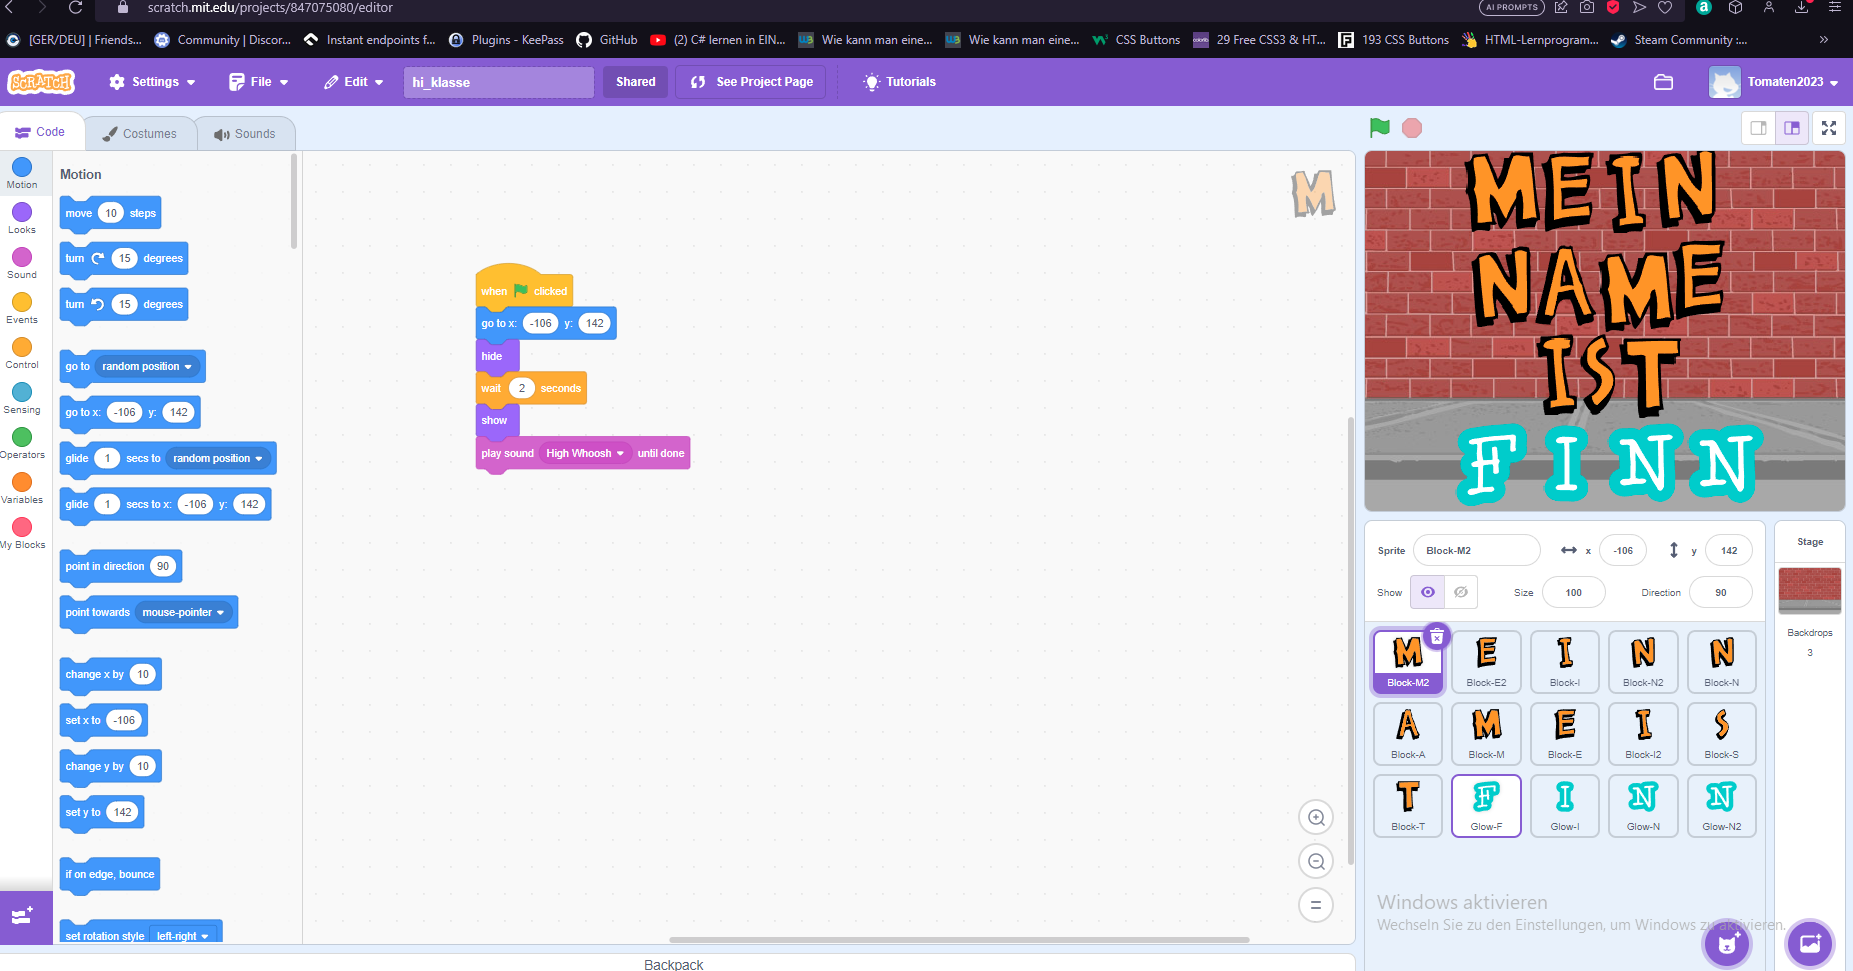 scratch.mit.edu/projects/847075080/editor
AI PROMPTS
[GER/DEU] | Friends...
Community | Discor...
Instant endpoints f...
Plugins - KeePass
GitHub
(2) C# lernen in EIN...
Wie kann man eine...
Wie kann man eine...
CSS Buttons
29 Free CSS3 & HT...
193 CSS Buttons
HTML-Lernprogram...
Steam Community :...
»
SCRATCH
Settings
File
Edit
hi_klasse
Shared
See Project Page
Tutorials
Tomaten2023
Code
Costumes
Sounds
Motion
Looks
Sound
Events
Control
Sensing
Operators
Variables
My Blocks
Motion
move 10 steps
turn 15 degrees
turn 15 degrees
go to random position
go to x: -106 y: 142
glide 1 secs to random position
glide 1 secs to x: -106 y: 142
point in direction 90
point towards mouse-pointer
change x by 10
set x to -106
change y by 10
set y to 142
if on edge, bounce
set rotation style left-right
when clicked
go to x: -106 y: 142
hide
wait 2 seconds
show
play sound High Whoosh until done
M
=
Backpack
MEIN
NAME
IST
FINN
Sprite Block-M2 x -106 y 142
Show Size 100 Direction 90
M E I N N
Block-M2 Block-E2 Block-I Block-N2 Block-N
A M E I S
Block-A Block-M Block-E Block-I2 Block-S
T F I N N
Block-T Glow-F Glow-I Glow-N Glow-N2
Stage
Backdrops
3
Windows aktivieren
Wechseln Sie zu den Einstellungen, um Windows zu aktivieren.